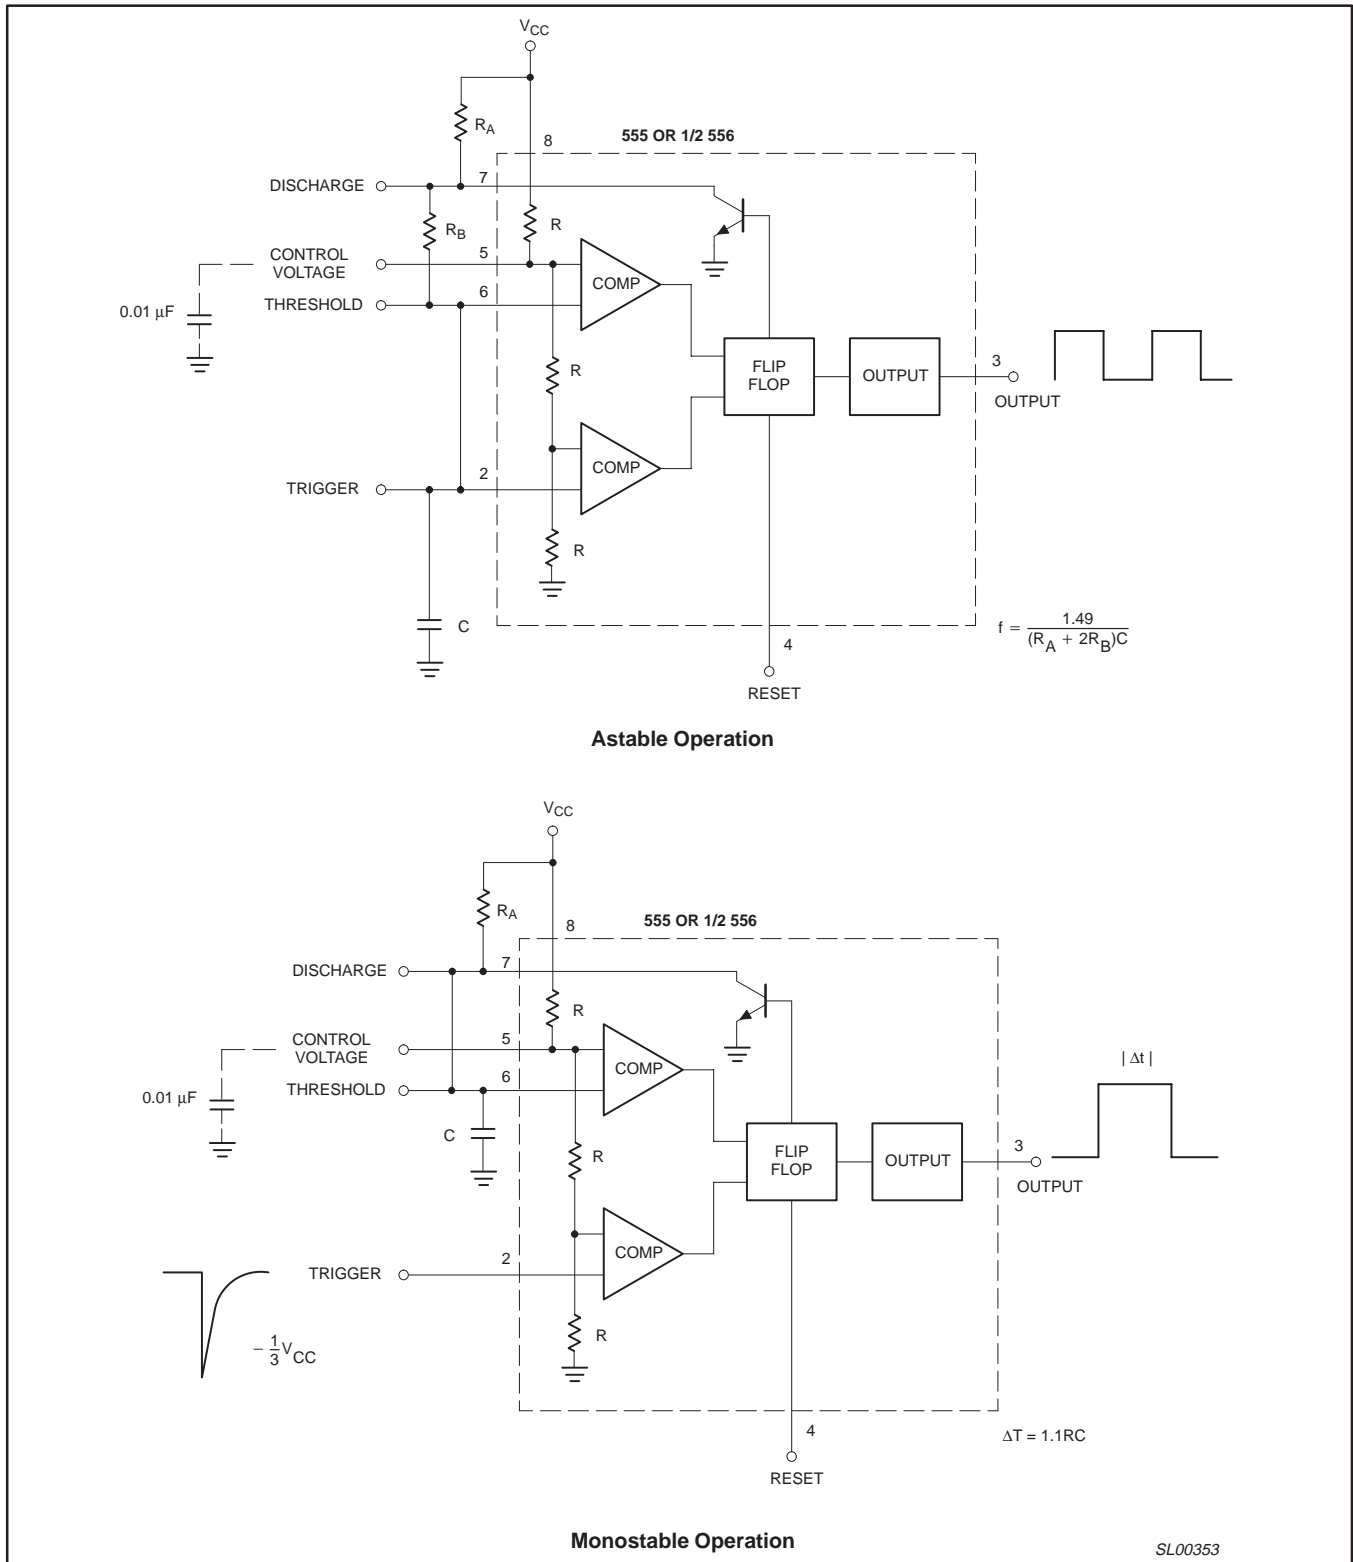 VCC
RA
555 OR 1/2 556
8
DISCHARGE
7
RB
R
CONTROL
VOLTAGE
5
COMP
0.01 µF
THRESHOLD
6
R
FLIP
FLOP
OUTPUT
3
OUTPUT
TRIGGER
2
COMP
R
C
f = 1.49
(RA + 2RB)C
4
RESET
Astable Operation
VCC
RA
555 OR 1/2 556
8
DISCHARGE
7
R
CONTROL
VOLTAGE
5
COMP
| Δt |
0.01 µF
THRESHOLD
6
C
R
FLIP
FLOP
OUTPUT
3
OUTPUT
TRIGGER
2
COMP
R
− 1/3 VCC
4
ΔT = 1.1RC
RESET
Monostable Operation
SL00353